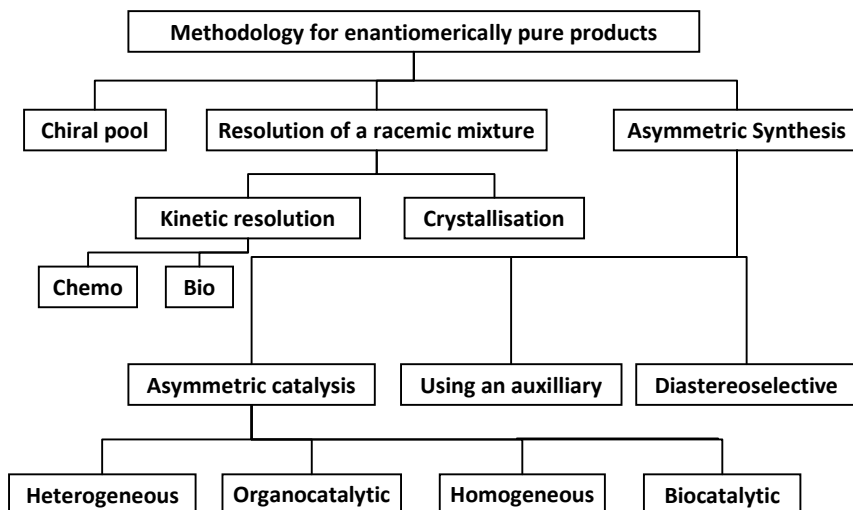 Methodology for enantiomerically pure products
Chiral pool
Resolution of a racemic mixture
Asymmetric Synthesis
Kinetic resolution
Crystallisation
Chemo
Bio
Asymmetric catalysis
Using an auxilliary
Diastereoselective
Heterogeneous
Organocatalytic
Homogeneous
Biocatalytic